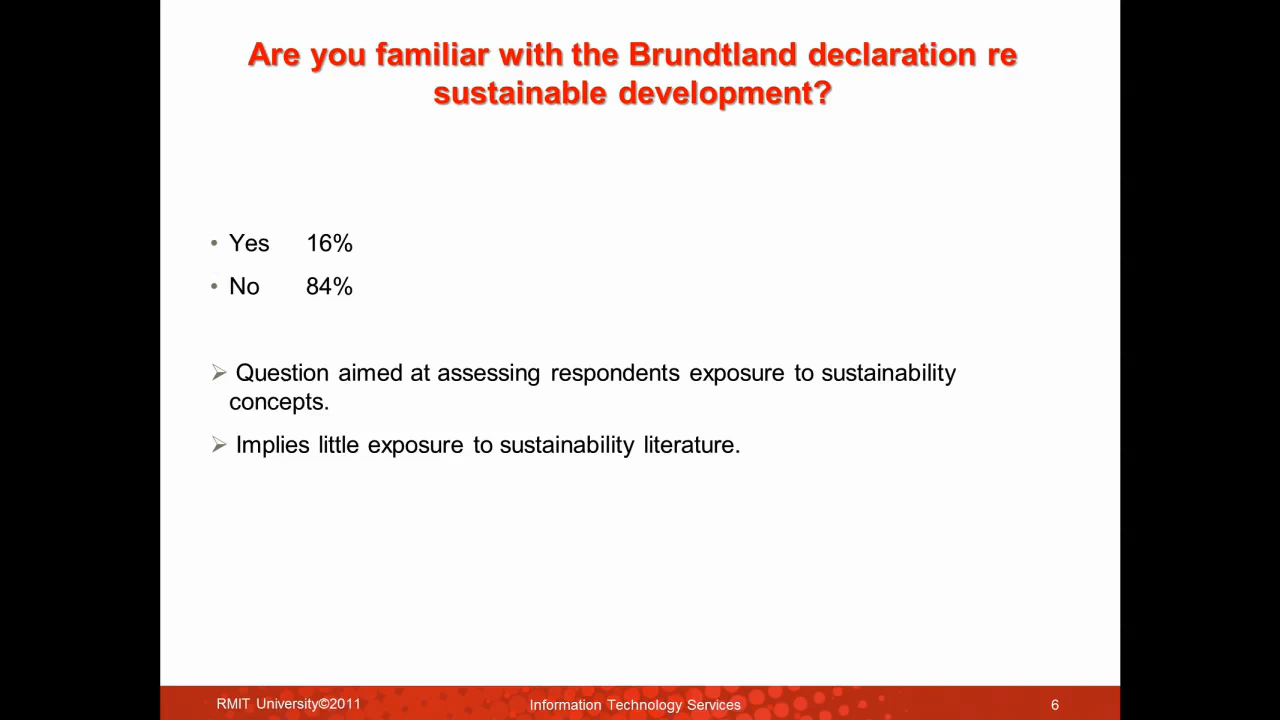 Are you familiar with the Brundtland declaration re
sustainable development?
• Yes 16%
• No 84%
➢ Question aimed at assessing respondents exposure to sustainability
concepts.
➢ Implies little exposure to sustainability literature.
RMIT University©2011 Information Technology Services 6